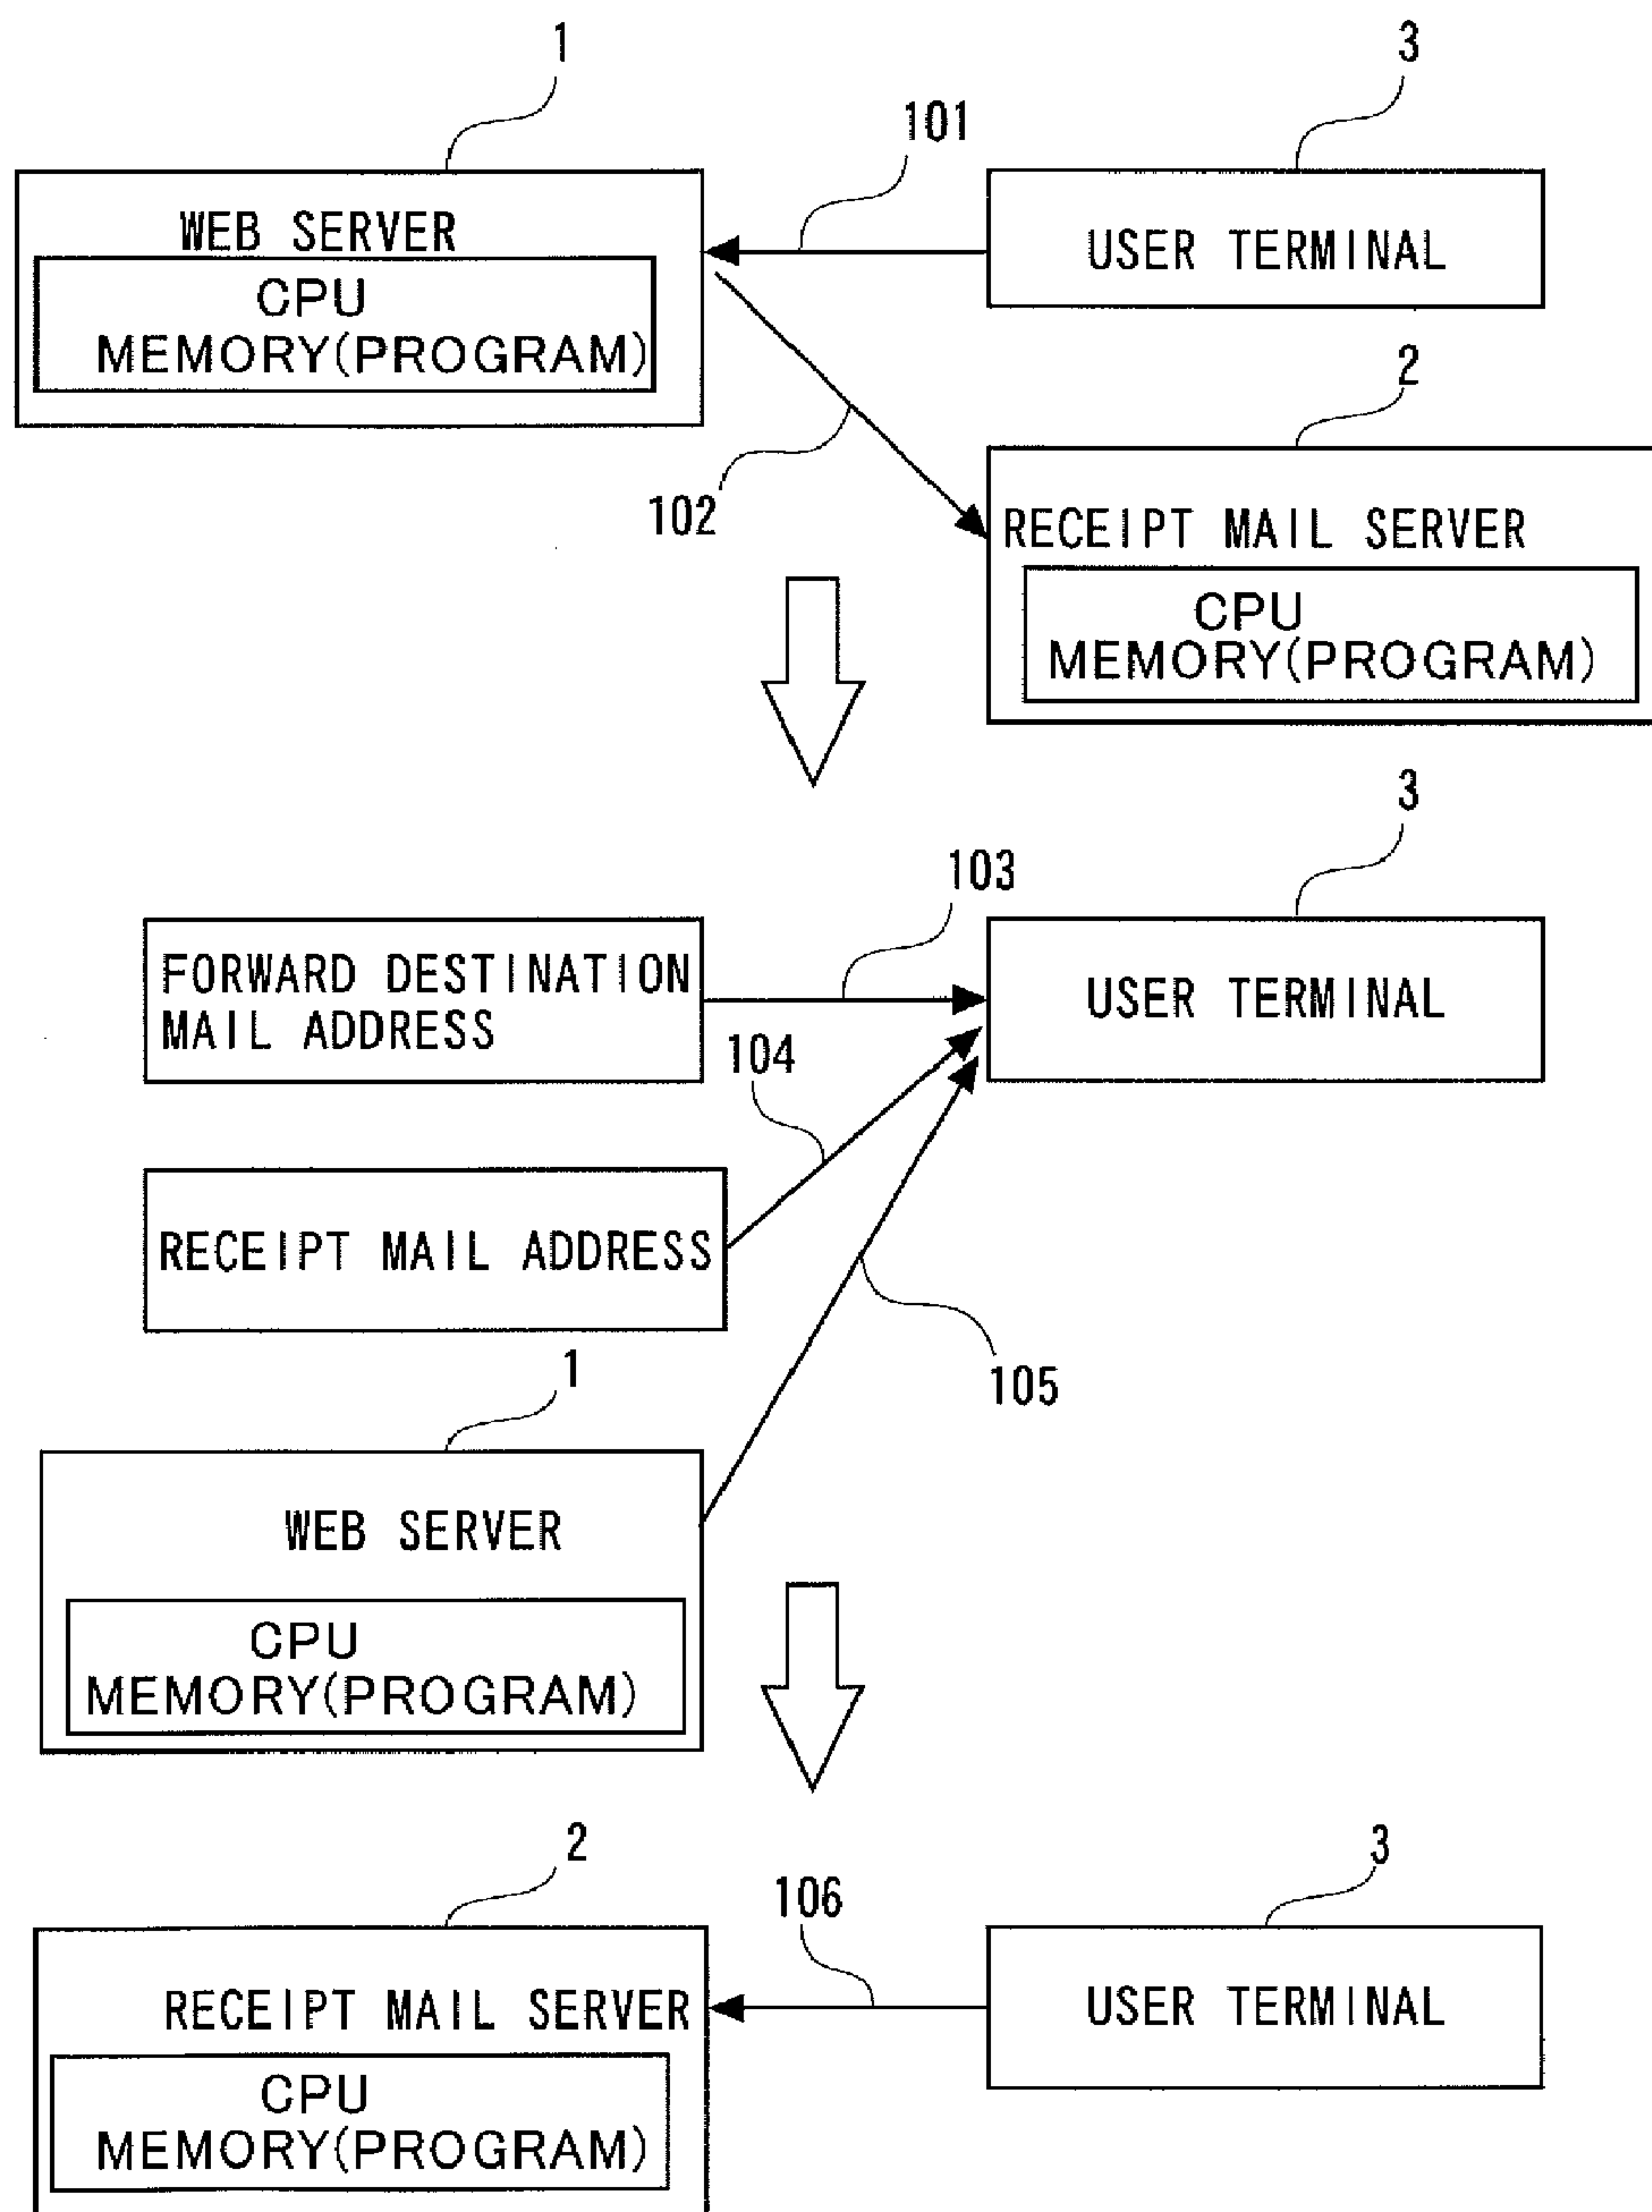 1
3
101
WEB SERVER
CPU
MEMORY(PROGRAM)
USER TERMINAL
2
102
RECEIPT MAIL SERVER
CPU
MEMORY(PROGRAM)
3
103
FORWARD DESTINATION
MAIL ADDRESS
USER TERMINAL
104
RECEIPT MAIL ADDRESS
105
1
WEB SERVER
CPU
MEMORY(PROGRAM)
2
3
106
RECEIPT MAIL SERVER
CPU
MEMORY(PROGRAM)
USER TERMINAL